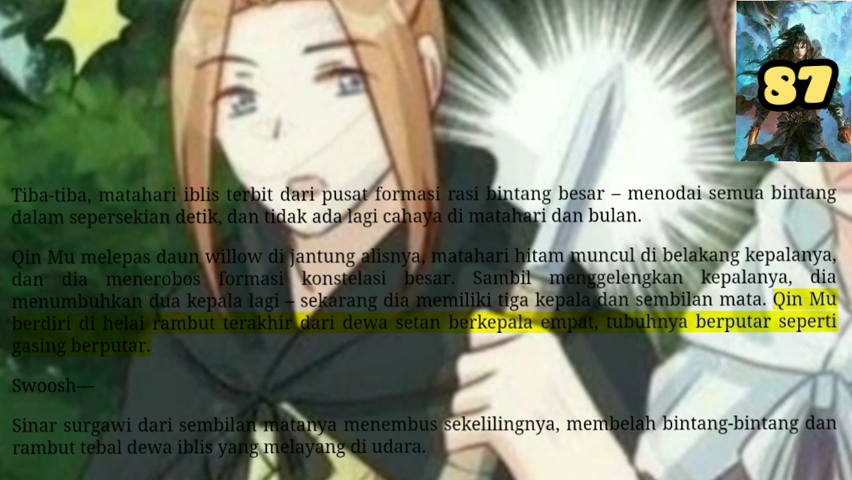 87
Tiba-tiba, matahari iblis terbit dari pusat formasi rasi bintang besar – menodai semua bintang
dalam sepersekian detik, dan tidak ada lagi cahaya di matahari dan bulan.
Qin Mu melepas daun willow di jantung alisnya, matahari hitam muncul di belakang kepalanya,
dan dia menerobos formasi konstelasi besar. Sambil menggelengkan kepalanya, dia
menumbuhkan dua kepala lagi – sekarang dia memiliki tiga kepala dan sembilan mata. Qin Mu
berdiri di helai rambut terakhir dari dewa setan berkepala empat, tubuhnya berputar seperti
gasing berputar.
Swoosh—
Sinar surgawi dari sembilan matanya menembus sekelilingnya, membelah bintang-bintang dan
rambut tebal dewa iblis yang melayang di udara.